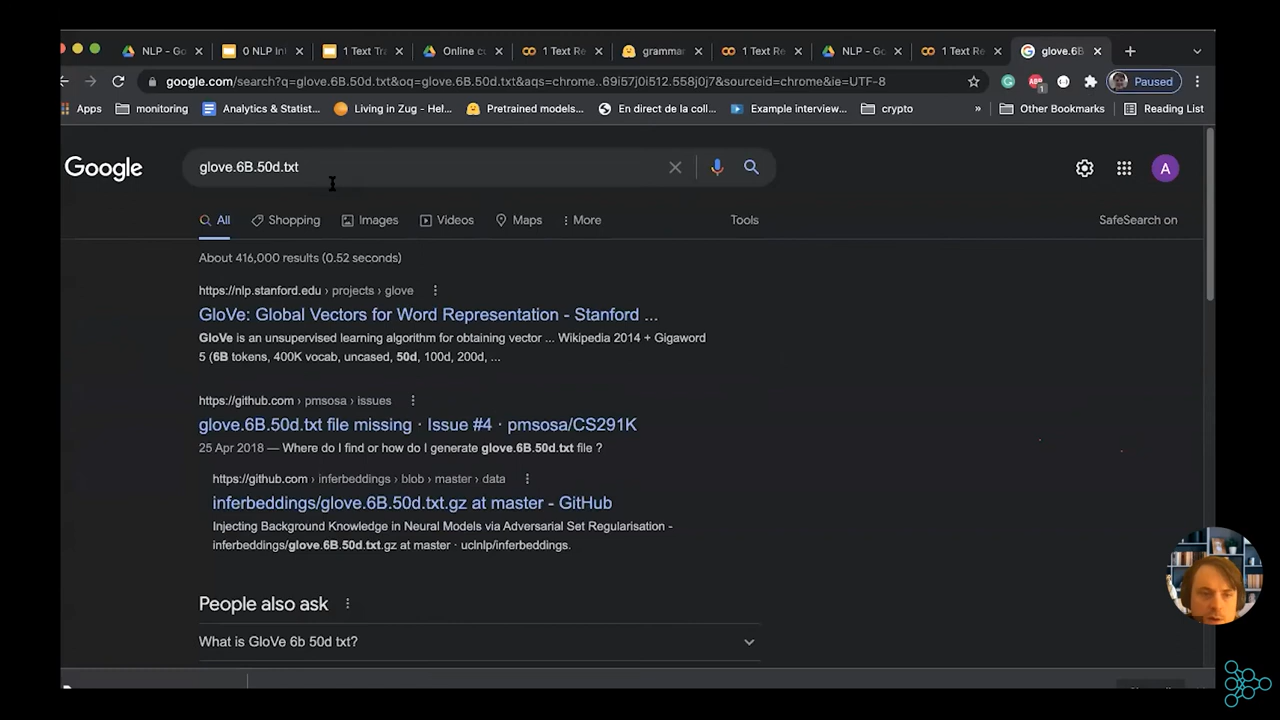 NLP - Go
0 NLP Int
1 Text Tra
Online cu
1 Text Re
grammar
1 Text Re
NLP - Go
1 Text Re
glove.6B
google.com/search?q=glove.6B.50d.txt&oq=glove.6B.50d.txt&aqs=chrome..69i57j0i512.558j0j7&sourceid=chrome&ie=UTF-8
1
Paused
Apps
monitoring
Analytics & Statist...
Living in Zug - Hel...
Pretrained models...
En direct de la coll...
Example interview...
crypto
»
Other Bookmarks
Reading List
Google
glove.6B.50d.txt
A
All
Shopping
Images
Videos
Maps
More
Tools
SafeSearch on
About 416,000 results (0.52 seconds)
https://nlp.stanford.edu › projects › glove
GloVe: Global Vectors for Word Representation - Stanford ...
GloVe is an unsupervised learning algorithm for obtaining vector ... Wikipedia 2014 + Gigaword
5 (6B tokens, 400K vocab, uncased, 50d, 100d, 200d, ...
https://github.com › pmsosa › issues
glove.6B.50d.txt file missing · Issue #4 · pmsosa/CS291K
25 Apr 2018 — Where do I find or how do I generate glove.6B.50d.txt file ?
https://github.com › inferbeddings › blob › master › data
inferbeddings/glove.6B.50d.txt.gz at master - GitHub
Injecting Background Knowledge in Neural Models via Adversarial Set Regularisation -
inferbeddings/glove.6B.50d.txt.gz at master · uclnlp/inferbeddings.
People also ask
What is GloVe 6b 50d txt?